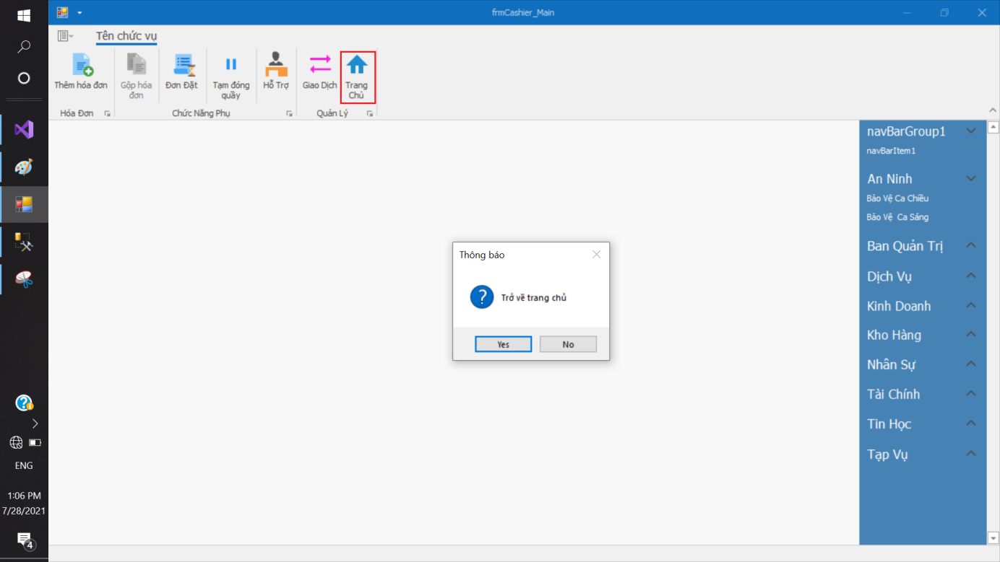 frmCashier_Main
Tên chức vụ
Thêm hóa đơn
Gộp hóa
đơn
Đơn Đặt
Tạm đóng
quầy
Hỗ Trợ
Giao Dịch
Trang
Chủ
Hóa Đơn
Chức Năng Phụ
Quản Lý
navBarGroup1
navBarItem1
An Ninh
Bảo Vệ Ca Chiều
Bảo Vệ Ca Sáng
Ban Quản Trị
Dịch Vụ
Kinh Doanh
Kho Hàng
Nhân Sự
Tài Chính
Tin Học
Tạp Vụ
Thông báo
Trở về trang chủ
Yes
No
ENG
1:06 PM
7/28/2021
4